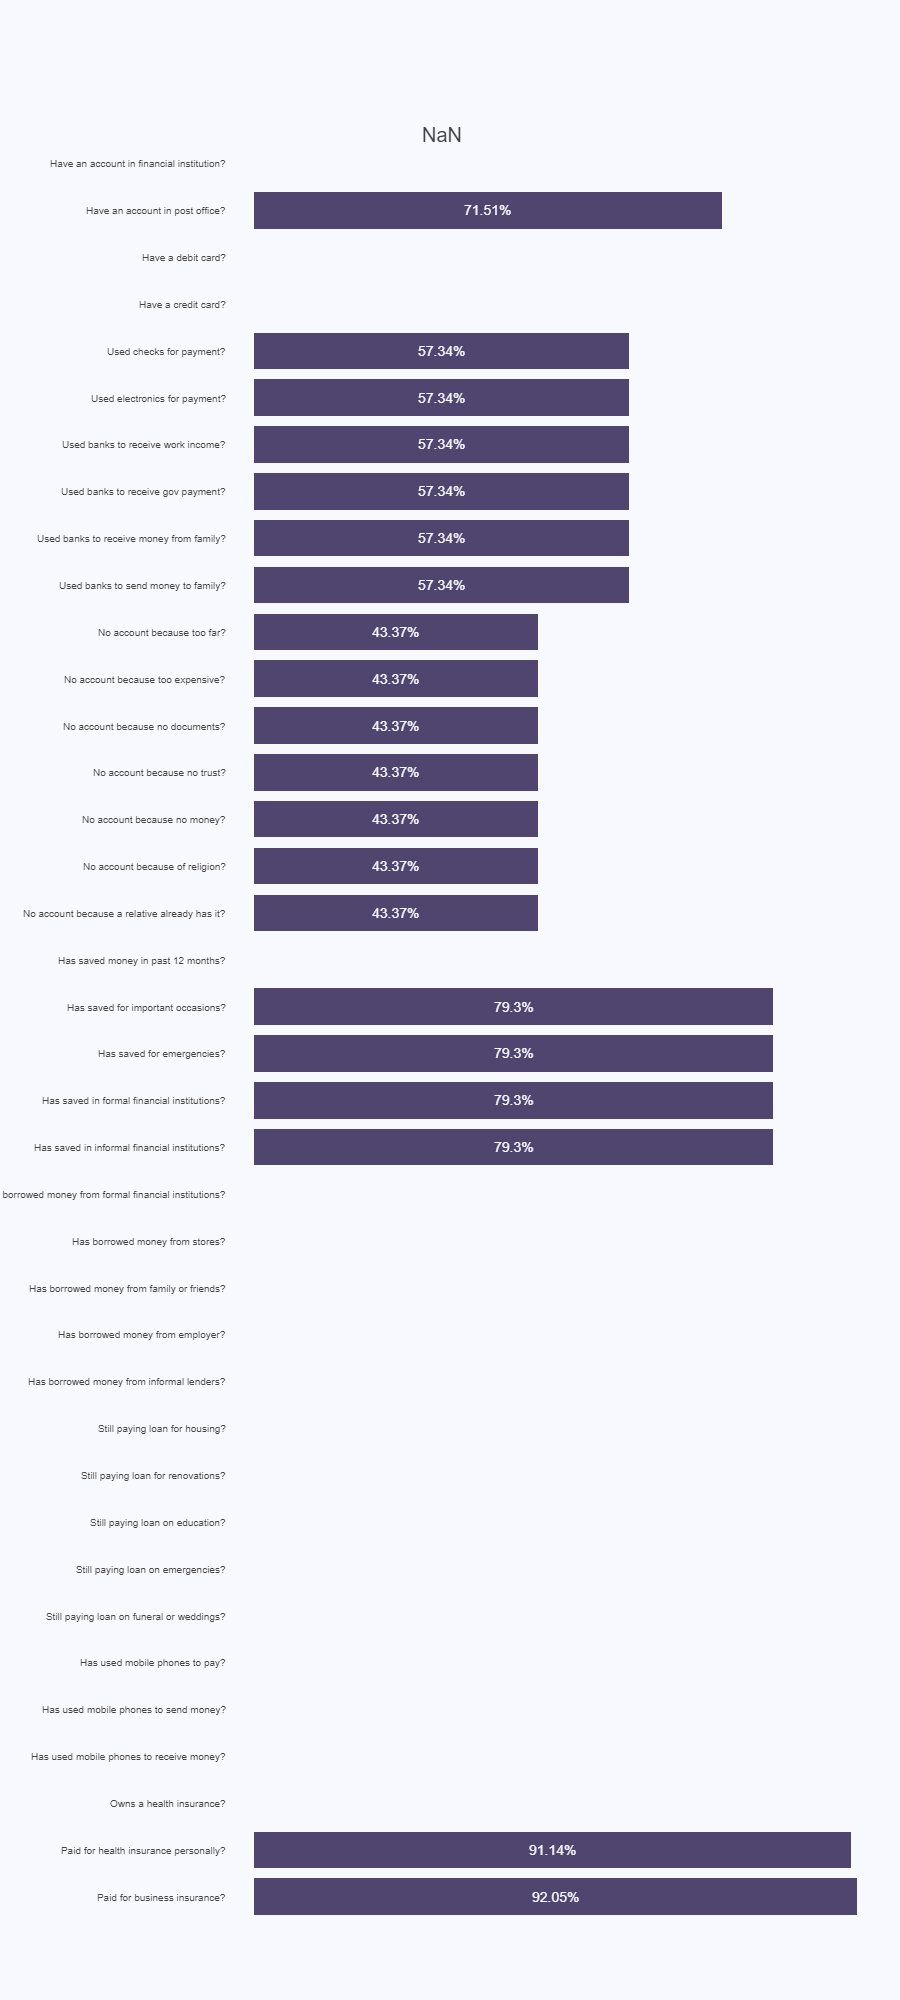 NaN
Have an account in financial institution?
Have an account in post office? 71.51%
Have a debit card?
Have a credit card?
Used checks for payment? 57.34%
Used electronics for payment? 57.34%
Used banks to receive work income? 57.34%
Used banks to receive gov payment? 57.34%
Used banks to receive money from family? 57.34%
Used banks to send money to family? 57.34%
No account because too far? 43.37%
No account because too expensive? 43.37%
No account because no documents? 43.37%
No account because no trust? 43.37%
No account because no money? 43.37%
No account because of religion? 43.37%
No account because a relative already has it? 43.37%
Has saved money in past 12 months?
Has saved for important occasions? 79.3%
Has saved for emergencies? 79.3%
Has saved in formal financial institutions? 79.3%
Has saved in informal financial institutions? 79.3%
borrowed money from formal financial institutions?
Has borrowed money from stores?
Has borrowed money from family or friends?
Has borrowed money from employer?
Has borrowed money from informal lenders?
Still paying loan for housing?
Still paying loan for renovations?
Still paying loan on education?
Still paying loan on emergencies?
Still paying loan on funeral or weddings?
Has used mobile phones to pay?
Has used mobile phones to send money?
Has used mobile phones to receive money?
Owns a health insurance?
Paid for health insurance personally? 91.14%
Paid for business insurance? 92.05%